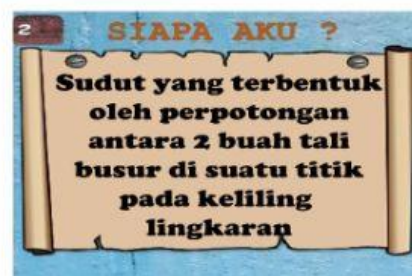 2
SIAPA AKU ?
Sudut yang terbentuk
oleh perpotongan
antara 2 buah tali
busur di suatu titik
pada keliling
lingkaran